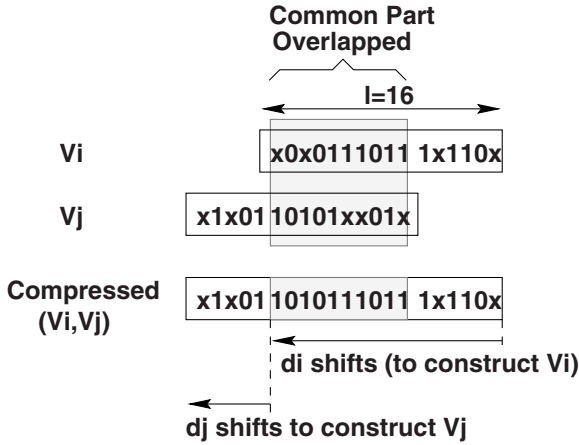 Common Part
Overlapped
l=16
Vi x0x0111011 1x110x
Vj x1x01 10101xx01x
Compressed x1x01 1010111011 1x110x
(Vi,Vj)
di shifts (to construct Vi)
dj shifts to construct Vj